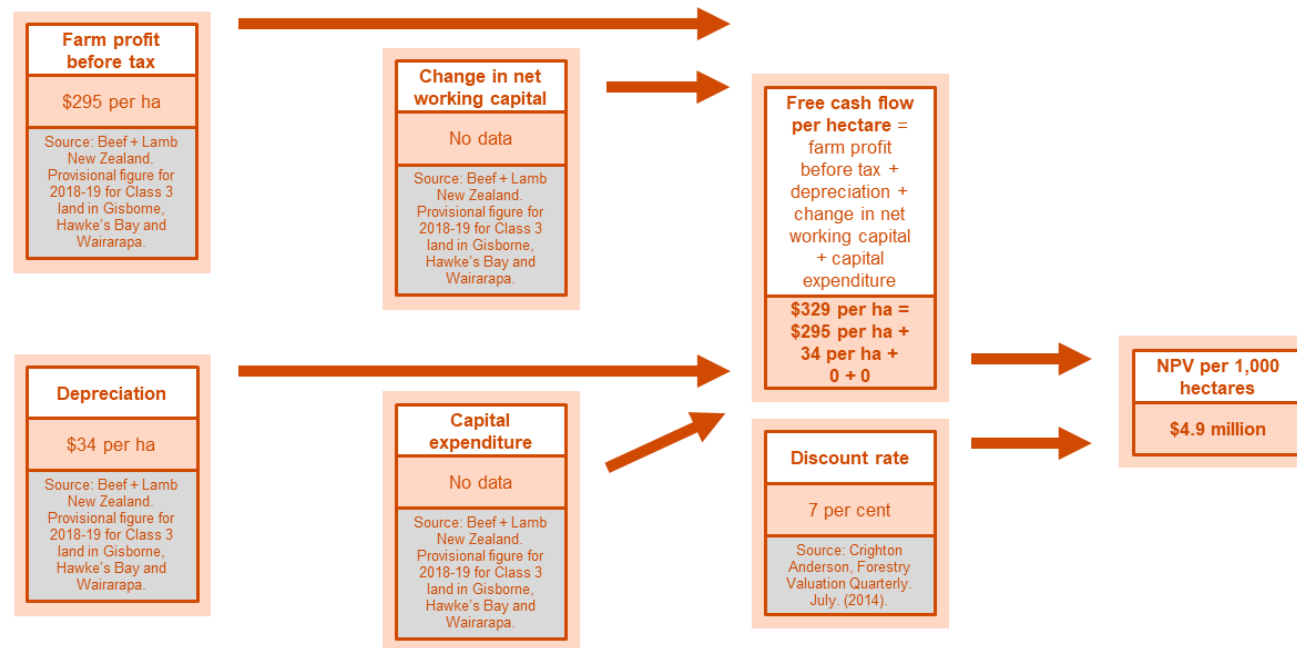 Farm profit
before tax
$295 per ha
Source: Beef + Lamb
New Zealand.
Provisional figure for
2018-19 for Class 3
land in Gisborne,
Hawke's Bay and
Wairarapa.
Change in net
working capital
No data
Source: Beef + Lamb
New Zealand.
Provisional figure for
2018-19 for Class 3
land in Gisborne,
Hawke's Bay and
Wairarapa.
Free cash flow
per hectare =
farm profit
before tax +
depreciation +
change in net
working capital
+ capital
expenditure
$329 per ha =
$295 per ha +
34 per ha +
0 + 0
Depreciation
$34 per ha
Source: Beef + Lamb
New Zealand.
Provisional figure for
2018-19 for Class 3
land in Gisborne,
Hawke's Bay and
Wairarapa.
Capital
expenditure
No data
Source: Beef + Lamb
New Zealand.
Provisional figure for
2018-19 for Class 3
land in Gisborne,
Hawke's Bay and
Wairarapa.
Discount rate
7 per cent
Source: Crighton
Anderson, Forestry
Valuation Quarterly.
July. (2014).
NPV per 1,000
hectares
$4.9 million